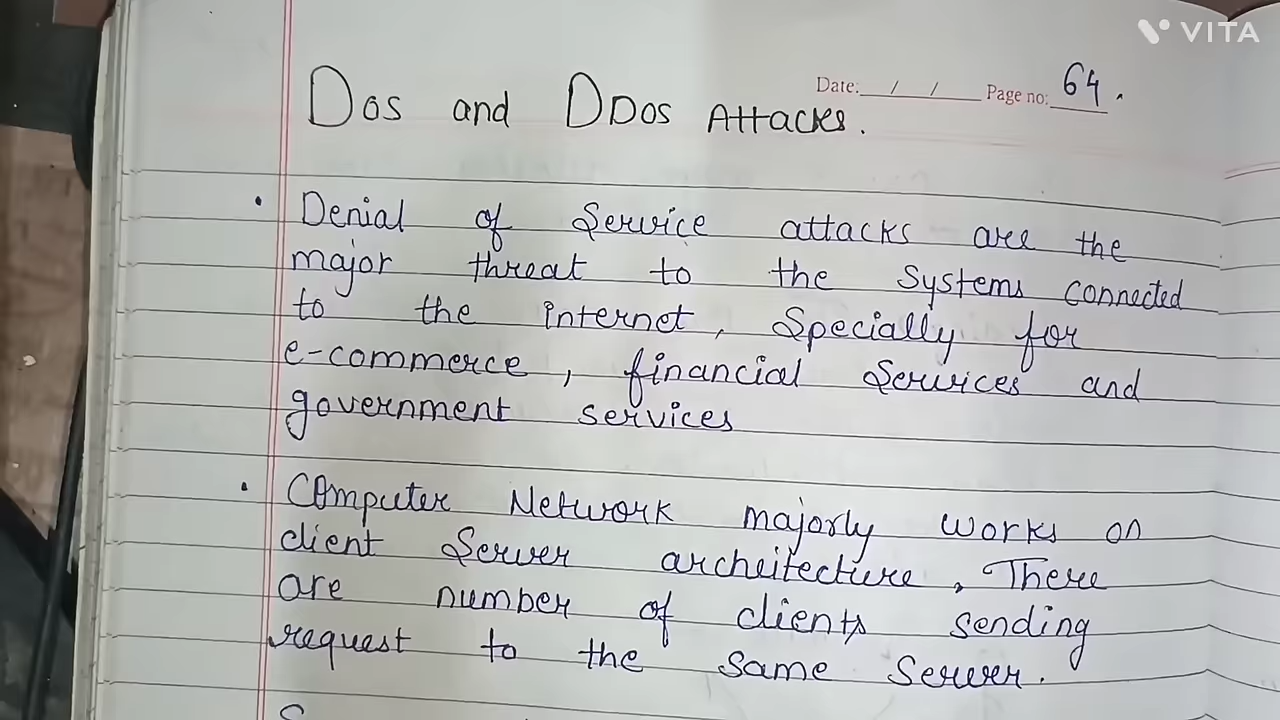 VITA
Date: / / Page no: 64.
Dos and DDos Attacks.
• Denial of Service attacks are the
major threat to the Systems connected
to the internet, Specially for
e-commerce, financial Services and
government services
• Computer Network majorly works on
client Server architecture, There
are number of clients sending
request to the same Server.